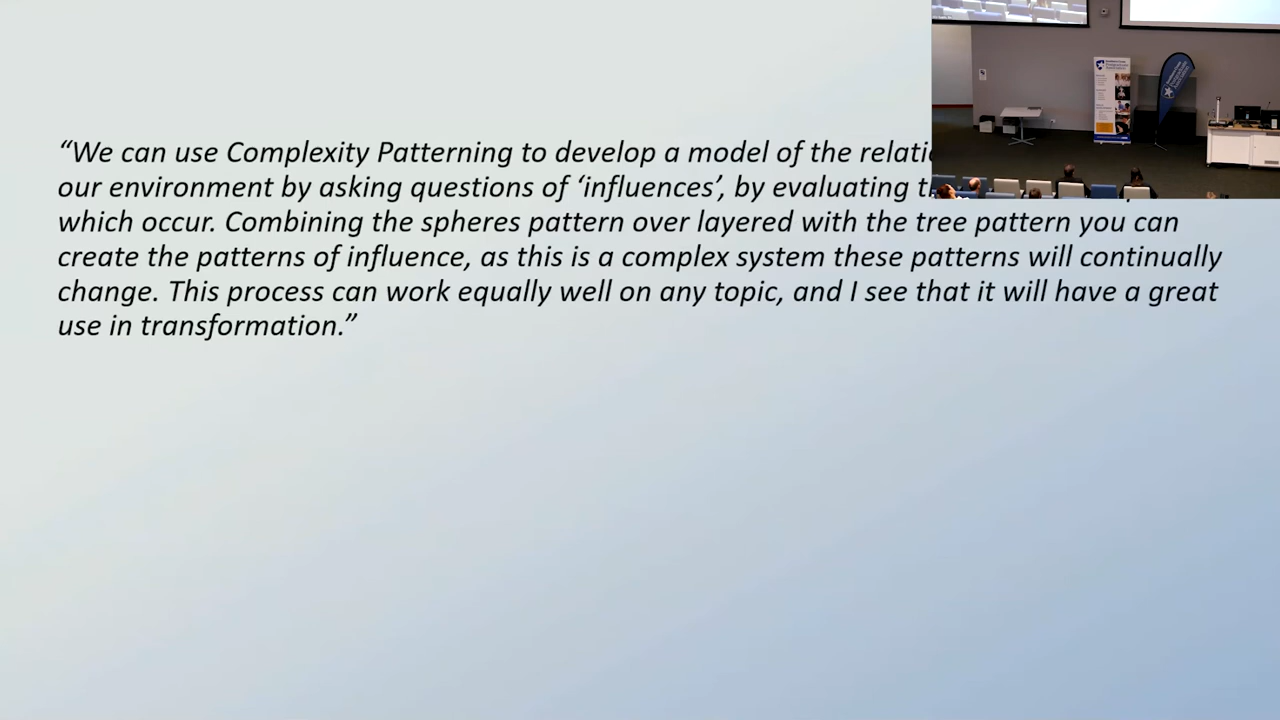 “We can use Complexity Patterning to develop a model of the
our environment by asking questions of ‘influences’, by evaluating
which occur. Combining the spheres pattern over layered with the tree pattern you can
create the patterns of influence, as this is a complex system these patterns will continually
change. This process can work equally well on any topic, and I see that it will have a great
use in transformation.”